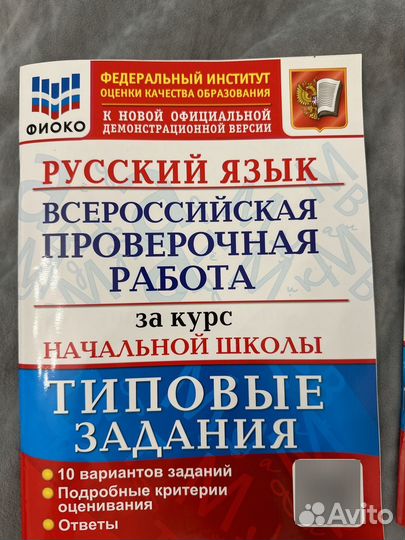 ФЕДЕРАЛЬНЫЙ ИНСТИТУТ
ОЦЕНКИ КАЧЕСТВА ОБРАЗОВАНИЯ
ФИОКО
К НОВОЙ ОФИЦИАЛЬНОЙ
ДЕМОНСТРАЦИОННОЙ ВЕРСИИ
РУССКИЙ ЯЗЫК
ВСЕРОССИЙСКАЯ
ПРОВЕРОЧНАЯ
РАБОТА
за курс
НАЧАЛЬНОЙ ШКОЛЫ
ТИПОВЫЕ
ЗАДАНИЯ
• 10 вариантов заданий
• Подробные критерии
оценивания
• Ответы
Avito